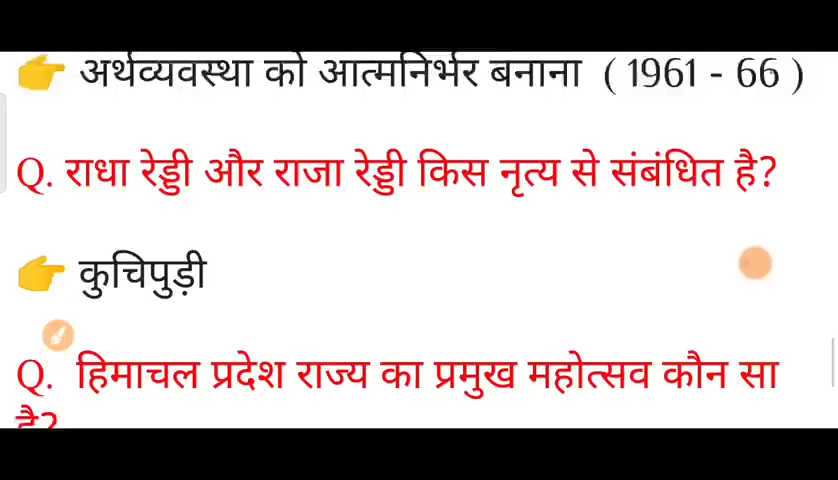 👉 अर्थव्यवस्था को आत्मनिर्भर बनाना ( 1961 - 66 )
Q. राधा रेड्डी और राजा रेड्डी किस नृत्य से संबंधित है?
👉 कुचिपुड़ी
Q. हिमाचल प्रदेश राज्य का प्रमुख महोत्सव कौन सा
है?